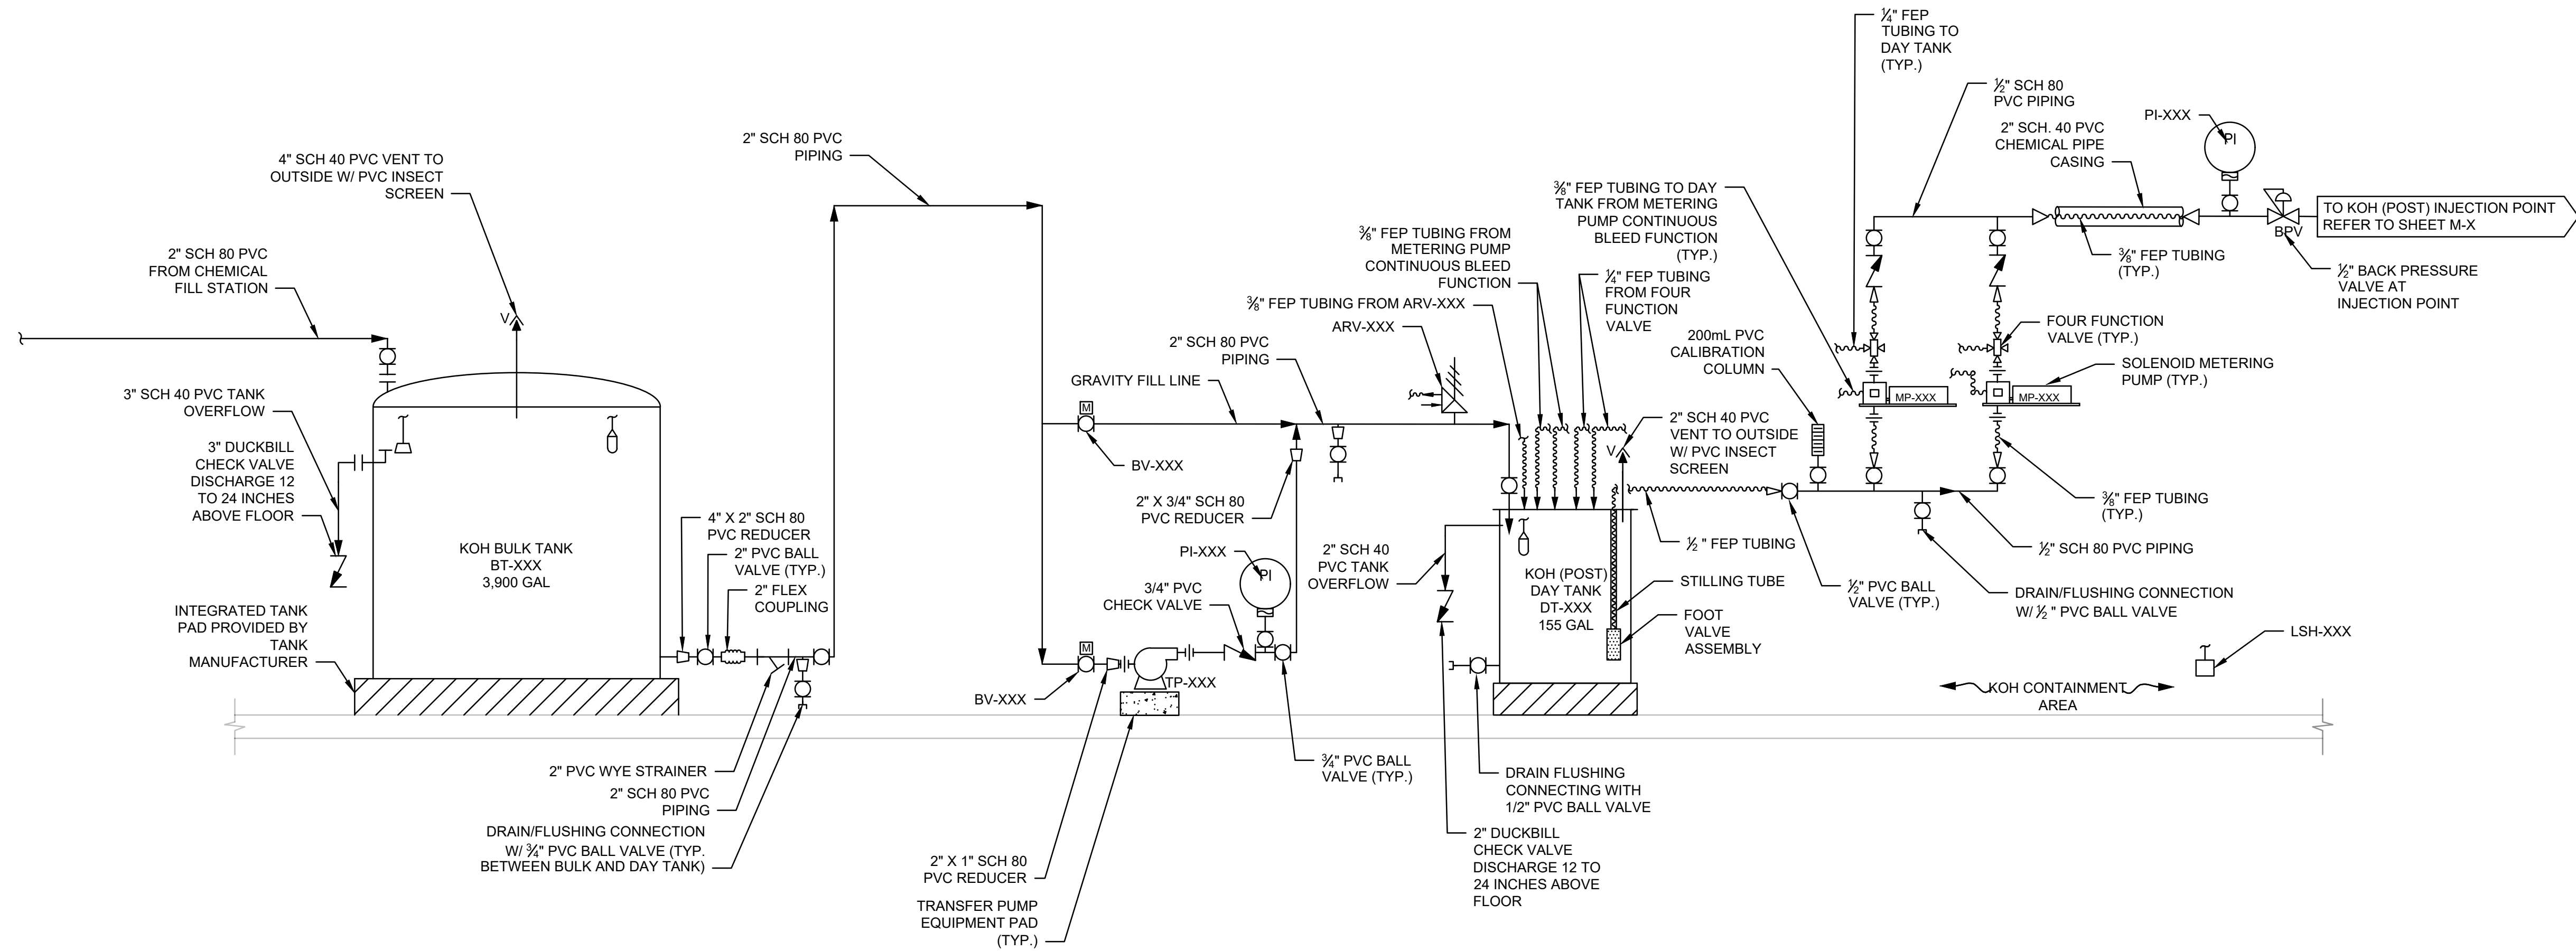 ¼" FEP
TUBING TO
DAY TANK
(TYP.)
½" SCH 80
PVC PIPING
PI-XXX
2" SCH. 40 PVC
CHEMICAL PIPE
CASING
PI
2" SCH 80 PVC
PIPING
4" SCH 40 PVC VENT TO
OUTSIDE W/ PVC INSECT
SCREEN
⅜" FEP TUBING TO DAY
TANK FROM METERING
PUMP CONTINUOUS
BLEED FUNCTION
(TYP.)
TO KOH (POST) INJECTION POINT
REFER TO SHEET M-X
BPV
⅜" FEP TUBING
(TYP.)
½" BACK PRESSURE
VALVE AT
INJECTION POINT
2" SCH 80 PVC
FROM CHEMICAL
FILL STATION
V
⅜" FEP TUBING FROM
METERING PUMP
CONTINUOUS BLEED
FUNCTION
¼" FEP TUBING
FROM FOUR
FUNCTION
VALVE
⅜" FEP TUBING FROM ARV-XXX
ARV-XXX
200mL PVC
CALIBRATION
COLUMN
FOUR FUNCTION
VALVE (TYP.)
SOLENOID METERING
PUMP (TYP.)
MP-XXX
MP-XXX
2" SCH 80 PVC
PIPING
GRAVITY FILL LINE
3" SCH 40 PVC TANK
OVERFLOW
3" DUCKBILL
CHECK VALVE
DISCHARGE 12
TO 24 INCHES
ABOVE FLOOR
M
BV-XXX
2" X 3/4" SCH 80
PVC REDUCER
V
2" SCH 40 PVC
VENT TO OUTSIDE
W/ PVC INSECT
SCREEN
⅜" FEP TUBING
(TYP.)
4" X 2" SCH 80
PVC REDUCER
2" PVC BALL
VALVE (TYP.)
2" FLEX
COUPLING
KOH BULK TANK
BT-XXX
3,900 GAL
PI-XXX
PI
3/4" PVC
CHECK VALVE
2" SCH 40
PVC TANK
OVERFLOW
KOH (POST)
DAY TANK
DT-XXX
155 GAL
½ " FEP TUBING
STILLING TUBE
FOOT
VALVE
ASSEMBLY
½" PVC BALL
VALVE (TYP.)
½" SCH 80 PVC PIPING
DRAIN/FLUSHING CONNECTION
W/ ½ " PVC BALL VALVE
LSH-XXX
INTEGRATED TANK
PAD PROVIDED BY
TANK
MANUFACTURER
M
BV-XXX
TP-XXX
KOH CONTAINMENT
AREA
2" PVC WYE STRAINER
2" SCH 80 PVC
PIPING
DRAIN/FLUSHING CONNECTION
W/ ¾" PVC BALL VALVE (TYP.
BETWEEN BULK AND DAY TANK)
2" X 1" SCH 80
PVC REDUCER
TRANSFER PUMP
EQUIPMENT PAD
(TYP.)
¾" PVC BALL
VALVE (TYP.)
DRAIN FLUSHING
CONNECTING WITH
1/2" PVC BALL VALVE
2" DUCKBILL
CHECK VALVE
DISCHARGE 12 TO
24 INCHES ABOVE
FLOOR